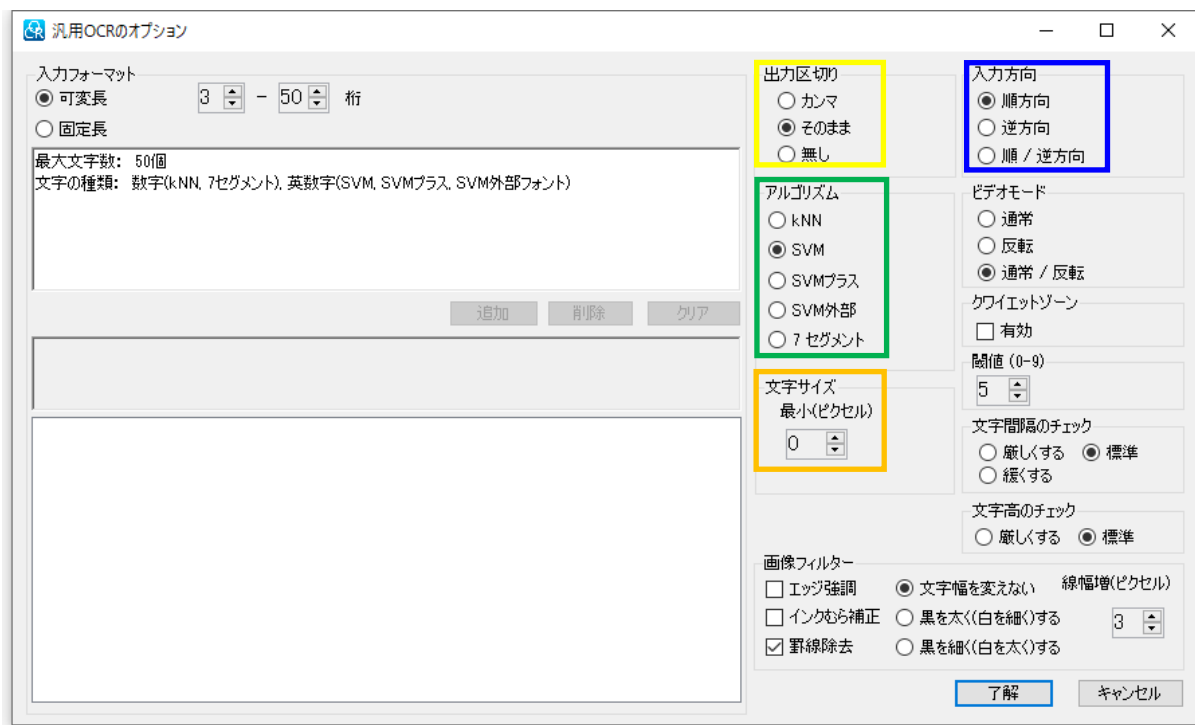 汎用OCRのオプション
入力フォーマット
可変長 3 - 50 桁
固定長
最大文字数: 50個
文字の種類: 数字(kNN, 7セグメント), 英数字(SVM, SVMプラス, SVM外部フォント)
追加 削除 クリア
出力区切り
カンマ
そのまま
無し
アルゴリズム
kNN
SVM
SVMプラス
SVM外部
7 セグメント
文字サイズ
最小(ピクセル)
0
入力方向
順方向
逆方向
順 / 逆方向
ビデオモード
通常
反転
通常 / 反転
クワイエットゾーン
有効
閾値 (0-9)
5
文字間隔のチェック
厳しくする 標準
緩くする
文字高のチェック
厳しくする 標準
画像フィルター
エッジ強調 文字幅を変えない 線幅増(ピクセル)
インクむら補正 黒を太く(白を細く)する 3
罫線除去 黒を細く(白を太く)する
了解 キャンセル